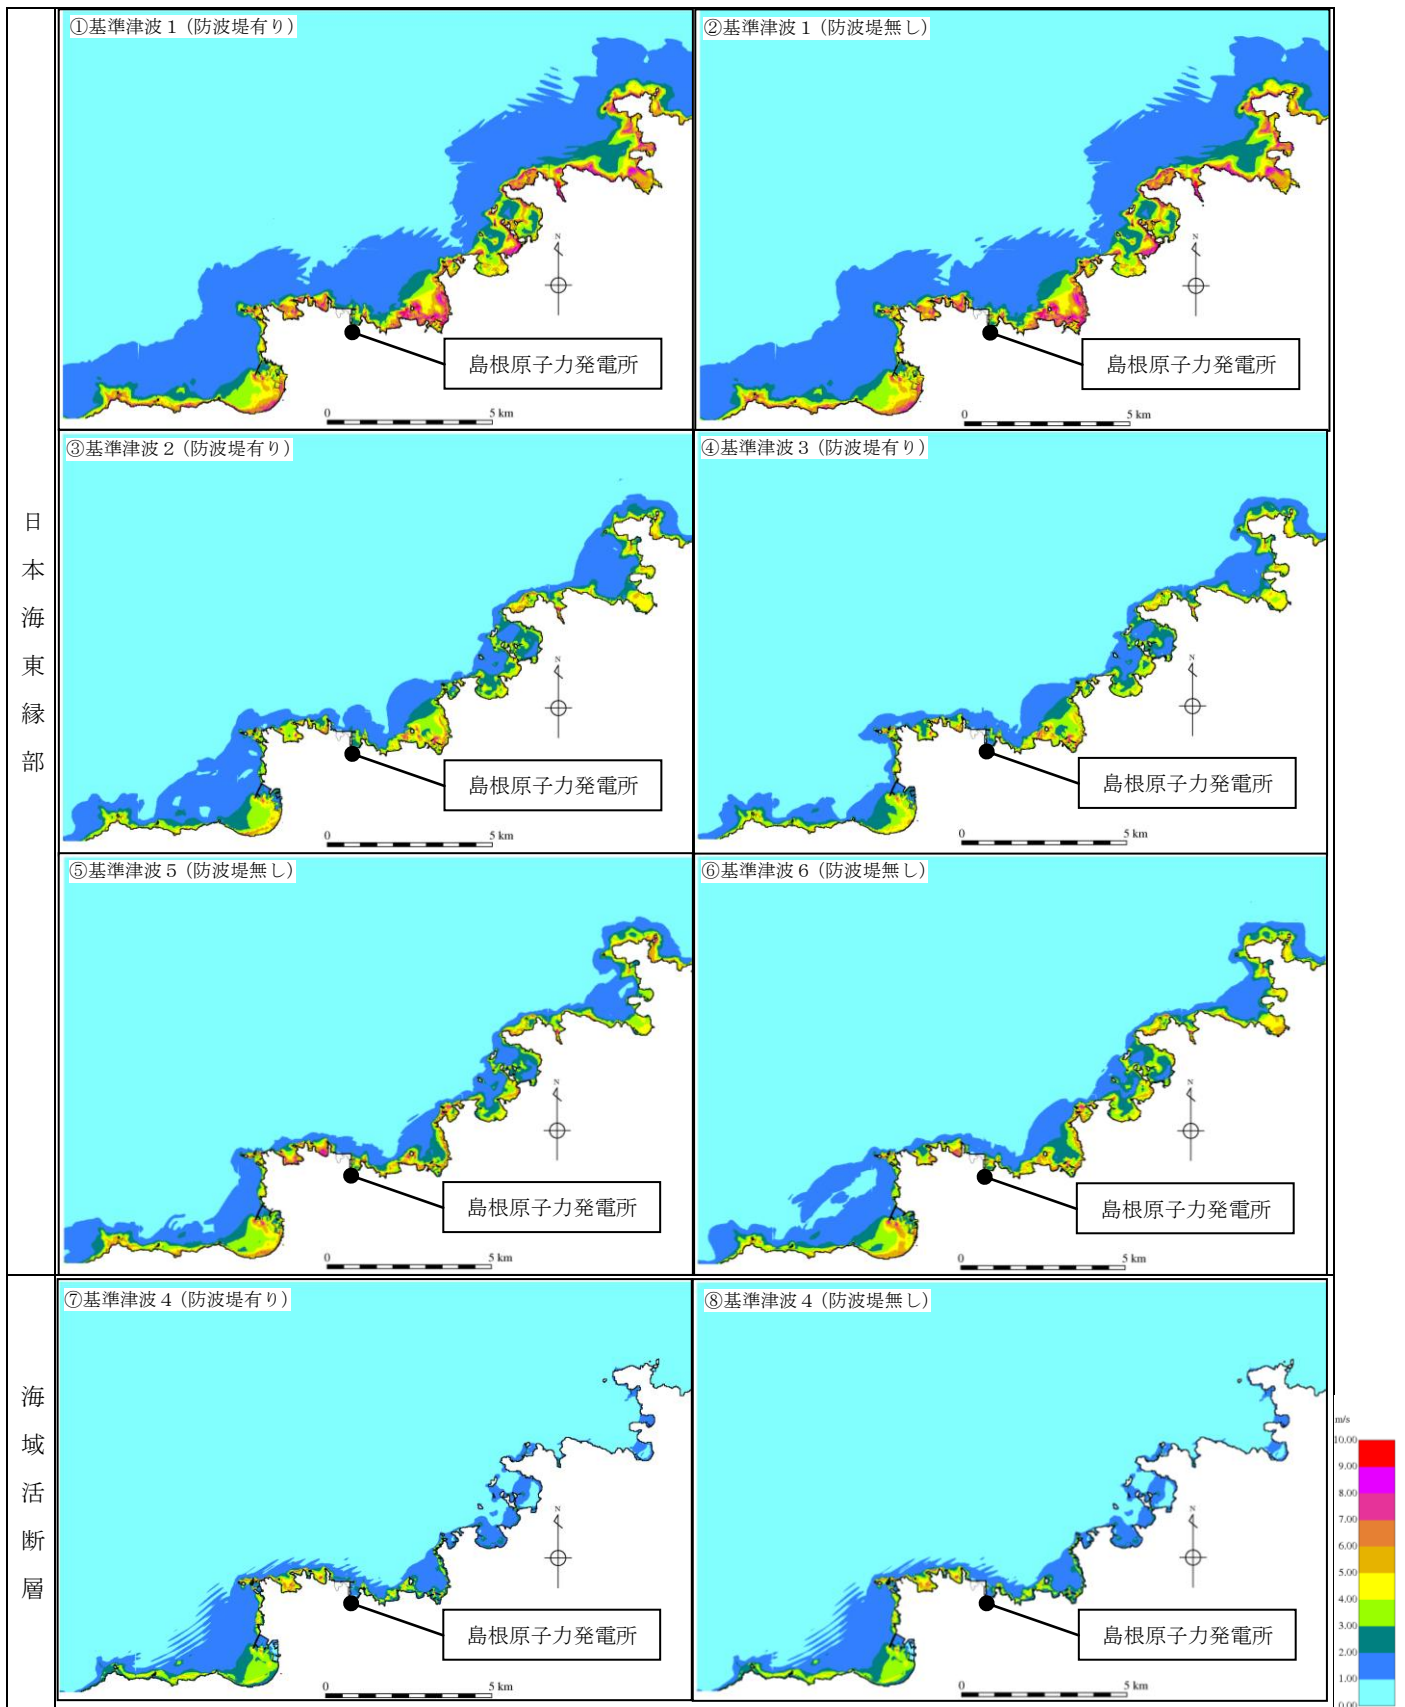 ①基準津波１(防波堤有り)
②基準津波１(防波堤無し)
N
N
島根原子力発電所
島根原子力発電所
0 5 km
0 5 km
日本海東縁部
③基準津波２(防波堤有り)
④基準津波３(防波堤有り)
N
N
島根原子力発電所
島根原子力発電所
0 5 km
0 5 km
⑤基準津波５(防波堤無し)
⑥基準津波６(防波堤無し)
N
N
島根原子力発電所
島根原子力発電所
0 5 km
0 5 km
海域活断層
⑦基準津波４(防波堤有り)
⑧基準津波４(防波堤無し)
N
N
島根原子力発電所
島根原子力発電所
0 5 km
0 5 km
m/s
10.00
9.00
8.00
7.00
6.00
5.00
4.00
3.00
2.00
1.00
0.00